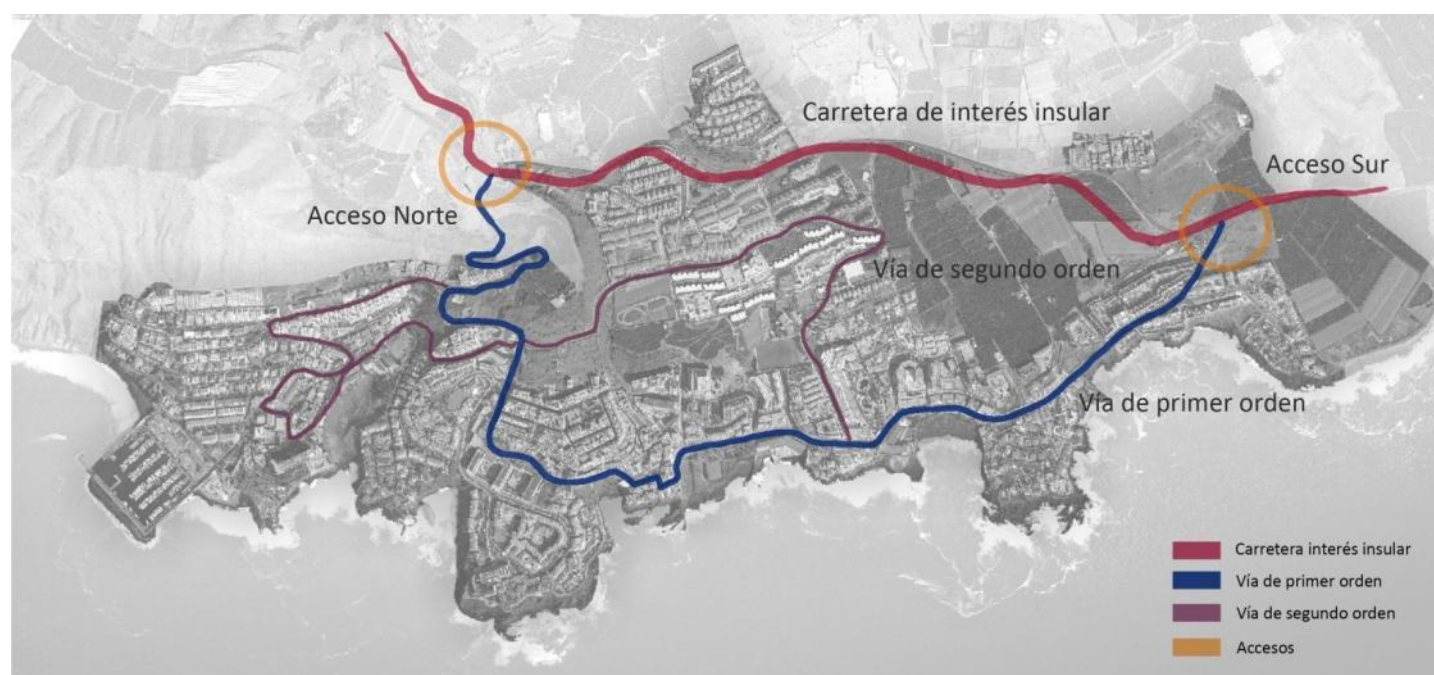 Carretera de interés insular
Acceso Sur
Acceso Norte
Vía de segundo orden
Vía de primer orden
Carretera interés insular
Vía de primer orden
Vía de segundo orden
Accesos